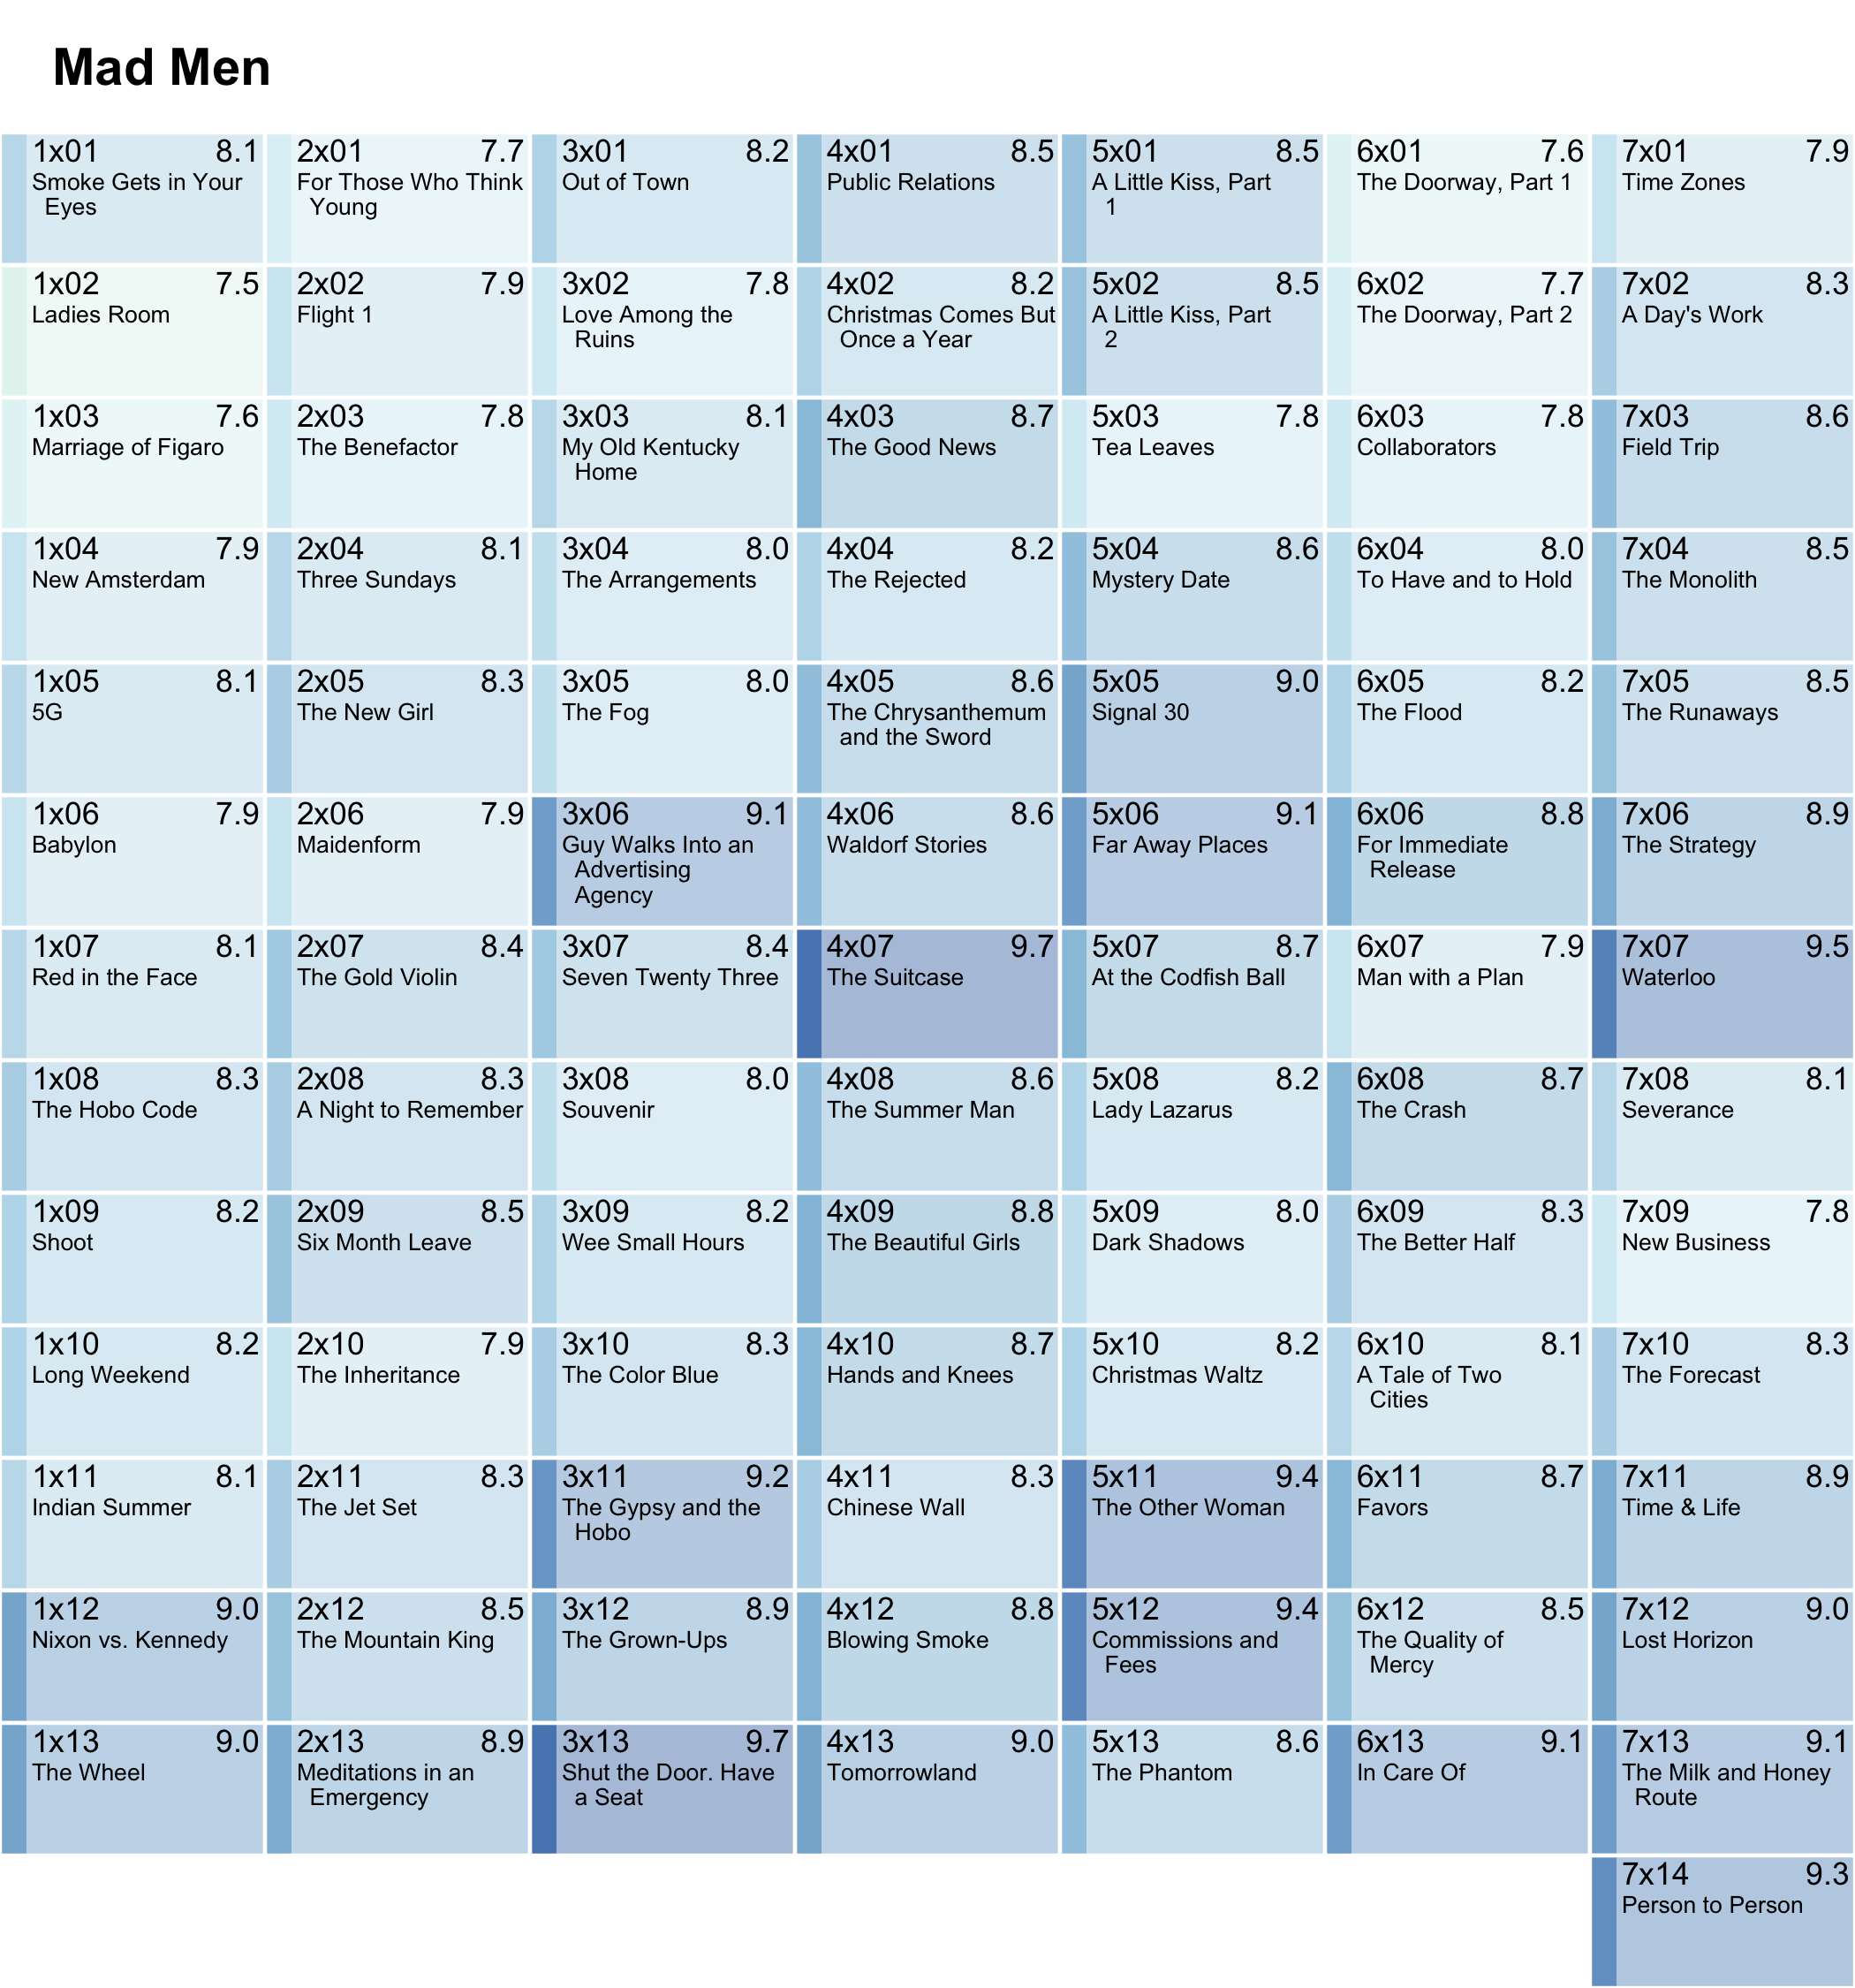 Mad Men
1x01 8.1
Smoke Gets in Your
Eyes
2x01 7.7
For Those Who Think
Young
3x01 8.2
Out of Town
4x01 8.5
Public Relations
5x01 8.5
A Little Kiss, Part
1
6x01 7.6
The Doorway, Part 1
7x01 7.9
Time Zones
1x02 7.5
Ladies Room
2x02 7.9
Flight 1
3x02 7.8
Love Among the
Ruins
4x02 8.2
Christmas Comes But
Once a Year
5x02 8.5
A Little Kiss, Part
2
6x02 7.7
The Doorway, Part 2
7x02 8.3
A Day's Work
1x03 7.6
Marriage of Figaro
2x03 7.8
The Benefactor
3x03 8.1
My Old Kentucky
Home
4x03 8.7
The Good News
5x03 7.8
Tea Leaves
6x03 7.8
Collaborators
7x03 8.6
Field Trip
1x04 7.9
New Amsterdam
2x04 8.1
Three Sundays
3x04 8.0
The Arrangements
4x04 8.2
The Rejected
5x04 8.6
Mystery Date
6x04 8.0
To Have and to Hold
7x04 8.5
The Monolith
1x05 8.1
5G
2x05 8.3
The New Girl
3x05 8.0
The Fog
4x05 8.6
The Chrysanthemum
and the Sword
5x05 9.0
Signal 30
6x05 8.2
The Flood
7x05 8.5
The Runaways
1x06 7.9
Babylon
2x06 7.9
Maidenform
3x06 9.1
Guy Walks Into an
Advertising
Agency
4x06 8.6
Waldorf Stories
5x06 9.1
Far Away Places
6x06 8.8
For Immediate
Release
7x06 8.9
The Strategy
1x07 8.1
Red in the Face
2x07 8.4
The Gold Violin
3x07 8.4
Seven Twenty Three
4x07 9.7
The Suitcase
5x07 8.7
At the Codfish Ball
6x07 7.9
Man with a Plan
7x07 9.5
Waterloo
1x08 8.3
The Hobo Code
2x08 8.3
A Night to Remember
3x08 8.0
Souvenir
4x08 8.6
The Summer Man
5x08 8.2
Lady Lazarus
6x08 8.7
The Crash
7x08 8.1
Severance
1x09 8.2
Shoot
2x09 8.5
Six Month Leave
3x09 8.2
Wee Small Hours
4x09 8.8
The Beautiful Girls
5x09 8.0
Dark Shadows
6x09 8.3
The Better Half
7x09 7.8
New Business
1x10 8.2
Long Weekend
2x10 7.9
The Inheritance
3x10 8.3
The Color Blue
4x10 8.7
Hands and Knees
5x10 8.2
Christmas Waltz
6x10 8.1
A Tale of Two
Cities
7x10 8.3
The Forecast
1x11 8.1
Indian Summer
2x11 8.3
The Jet Set
3x11 9.2
The Gypsy and the
Hobo
4x11 8.3
Chinese Wall
5x11 9.4
The Other Woman
6x11 8.7
Favors
7x11 8.9
Time & Life
1x12 9.0
Nixon vs. Kennedy
2x12 8.5
The Mountain King
3x12 8.9
The Grown-Ups
4x12 8.8
Blowing Smoke
5x12 9.4
Commissions and
Fees
6x12 8.5
The Quality of
Mercy
7x12 9.0
Lost Horizon
1x13 9.0
The Wheel
2x13 8.9
Meditations in an
Emergency
3x13 9.7
Shut the Door. Have
a Seat
4x13 9.0
Tomorrowland
5x13 8.6
The Phantom
6x13 9.1
In Care Of
7x13 9.1
The Milk and Honey
Route
7x14 9.3
Person to Person